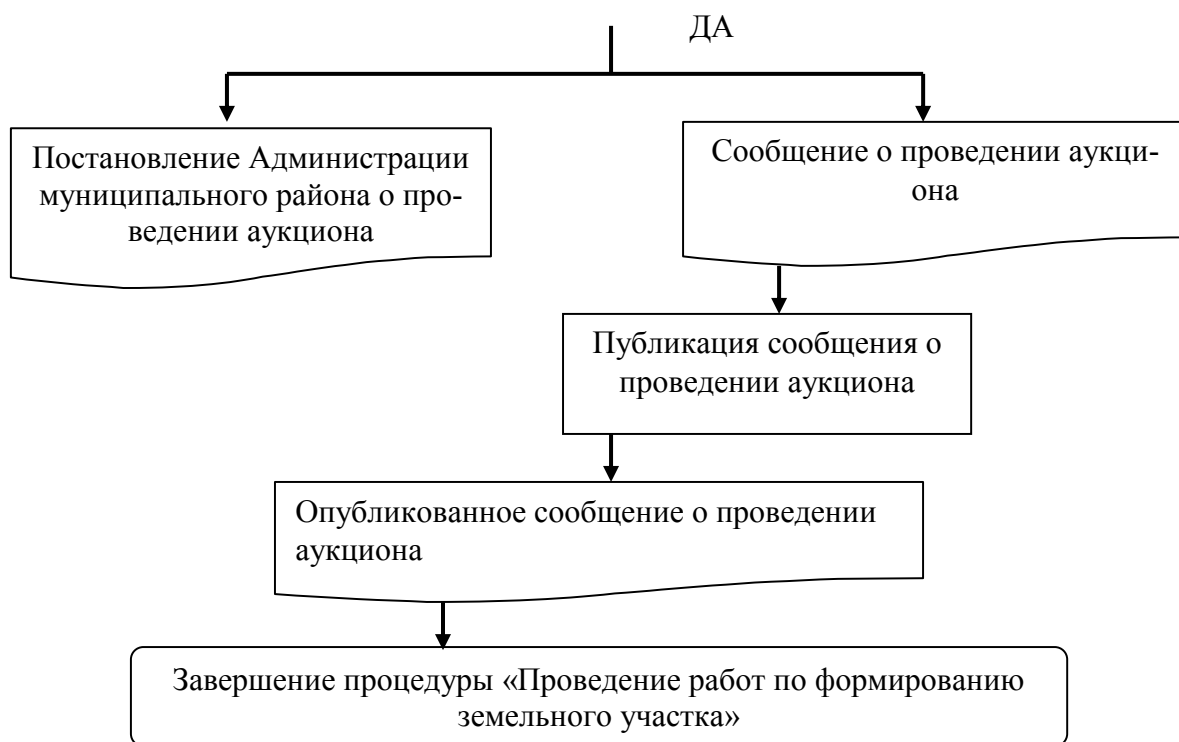 ДА
Постановление Администрации
муниципального района о про-
ведении аукциона
Сообщение о проведении аукци-
она
Публикация сообщения о
проведении аукциона
Опубликованное сообщение о проведении
аукциона
Завершение процедуры «Проведение работ по формированию
земельного участка»